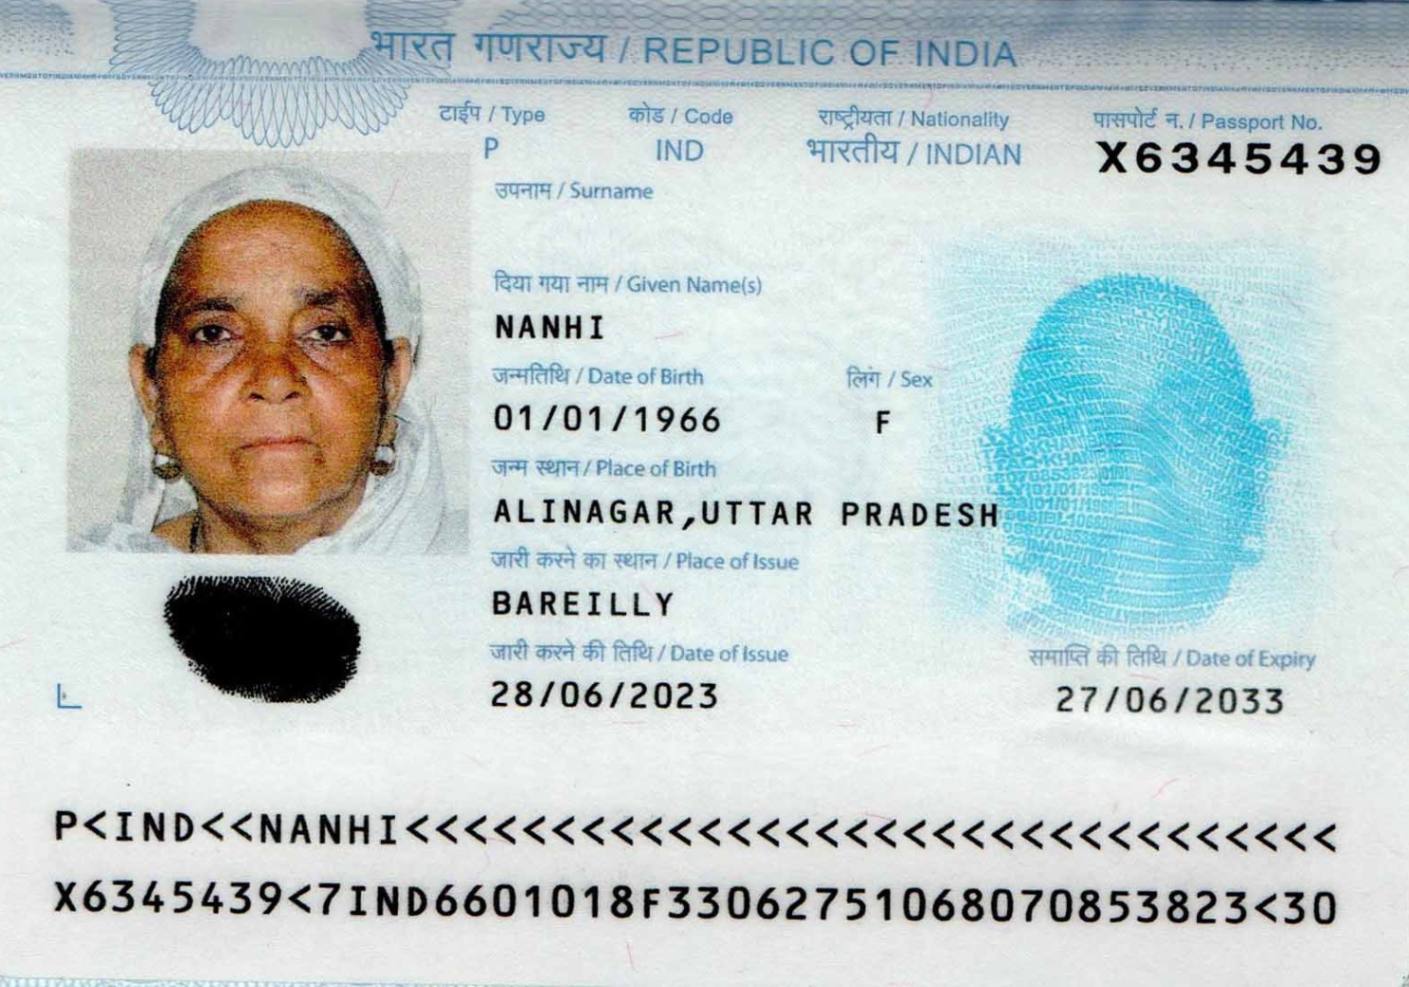 भारत गणराज्य / REPUBLIC OF INDIA
टाईप / Type कोड / Code राष्ट्रीयता / Nationality पासपोर्ट न. / Passport No.
P IND भारतीय / INDIAN X6345439
उपनाम / Surname
दिया गया नाम / Given Name(s)
NANHI
जन्मतिथि / Date of Birth लिंग / Sex
01/01/1966 F
जन्म स्थान / Place of Birth
ALINAGAR,UTTAR PRADESH
जारी करने का स्थान / Place of Issue
BAREILLY
जारी करने की तिथि / Date of Issue समाप्ति की तिथि / Date of Expiry
28/06/2023 27/06/2033
P<IND<<NANHI<<<<<<<<<<<<<<<<<<<<<<<<<<<<<<<<
X6345439<7IND6601018F33062751068070853823<30